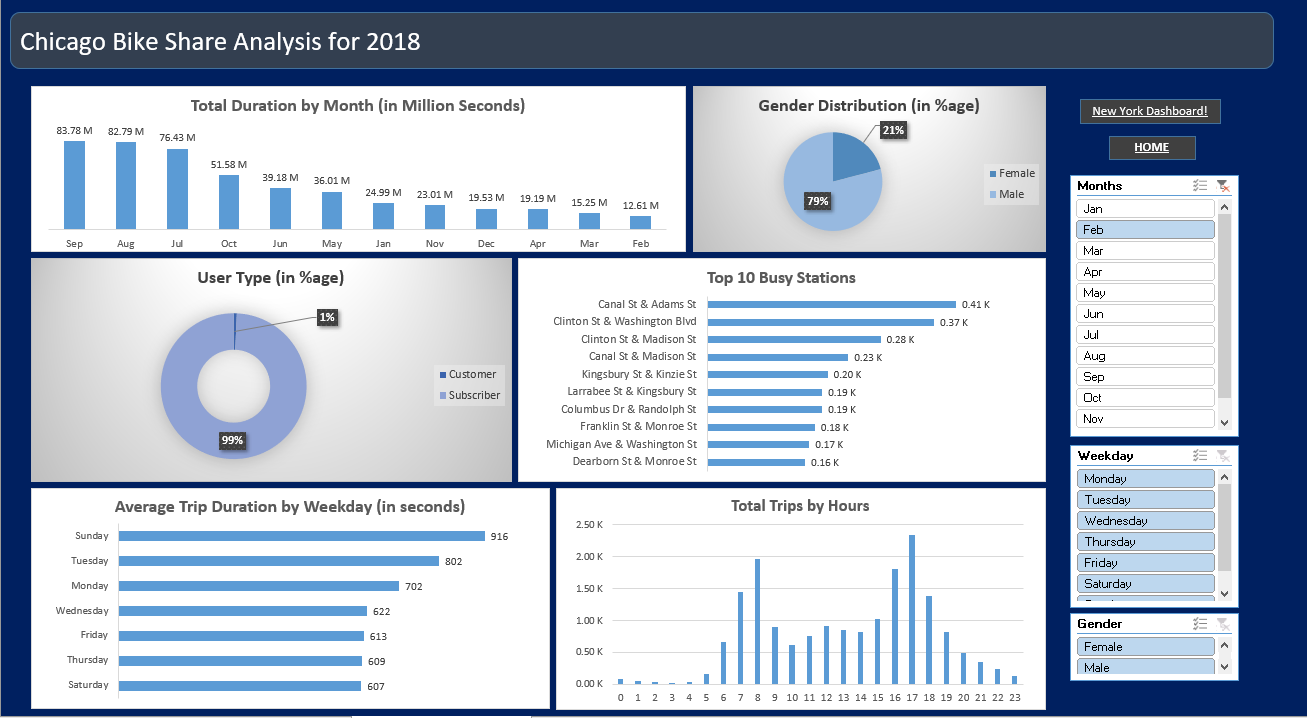 Chicago Bike Share Analysis for 2018
Total Duration by Month (in Million Seconds)
83.78 M 82.79 M 76.43 M 51.58 M 39.18 M 36.01 M 24.99 M 23.01 M 19.53 M 19.19 M 15.25 M 12.61 M
Sep Aug Jul Oct Jun May Jan Nov Dec Apr Mar Feb
Gender Distribution (in %age)
21%
79%
Female
Male
New York Dashboard!
HOME
User Type (in %age)
1%
99%
Customer
Subscriber
Top 10 Busy Stations
Canal St & Adams St 0.41 K
Clinton St & Washington Blvd 0.37 K
Clinton St & Madison St 0.28 K
Canal St & Madison St 0.23 K
Kingsbury St & Kinzie St 0.20 K
Larrabee St & Kingsbury St 0.19 K
Columbus Dr & Randolph St 0.19 K
Franklin St & Monroe St 0.18 K
Michigan Ave & Washington St 0.17 K
Dearborn St & Monroe St 0.16 K
Average Trip Duration by Weekday (in seconds)
Sunday 916
Tuesday 802
Monday 702
Wednesday 622
Friday 613
Thursday 609
Saturday 607
Total Trips by Hours
2.50 K
2.00 K
1.50 K
1.00 K
0.50 K
0.00 K
0 1 2 3 4 5 6 7 8 9 10 11 12 13 14 15 16 17 18 19 20 21 22 23
Months
Jan
Feb
Mar
Apr
May
Jun
Jul
Aug
Sep
Oct
Nov
Weekday
Monday
Tuesday
Wednesday
Thursday
Friday
Saturday
Gender
Female
Male